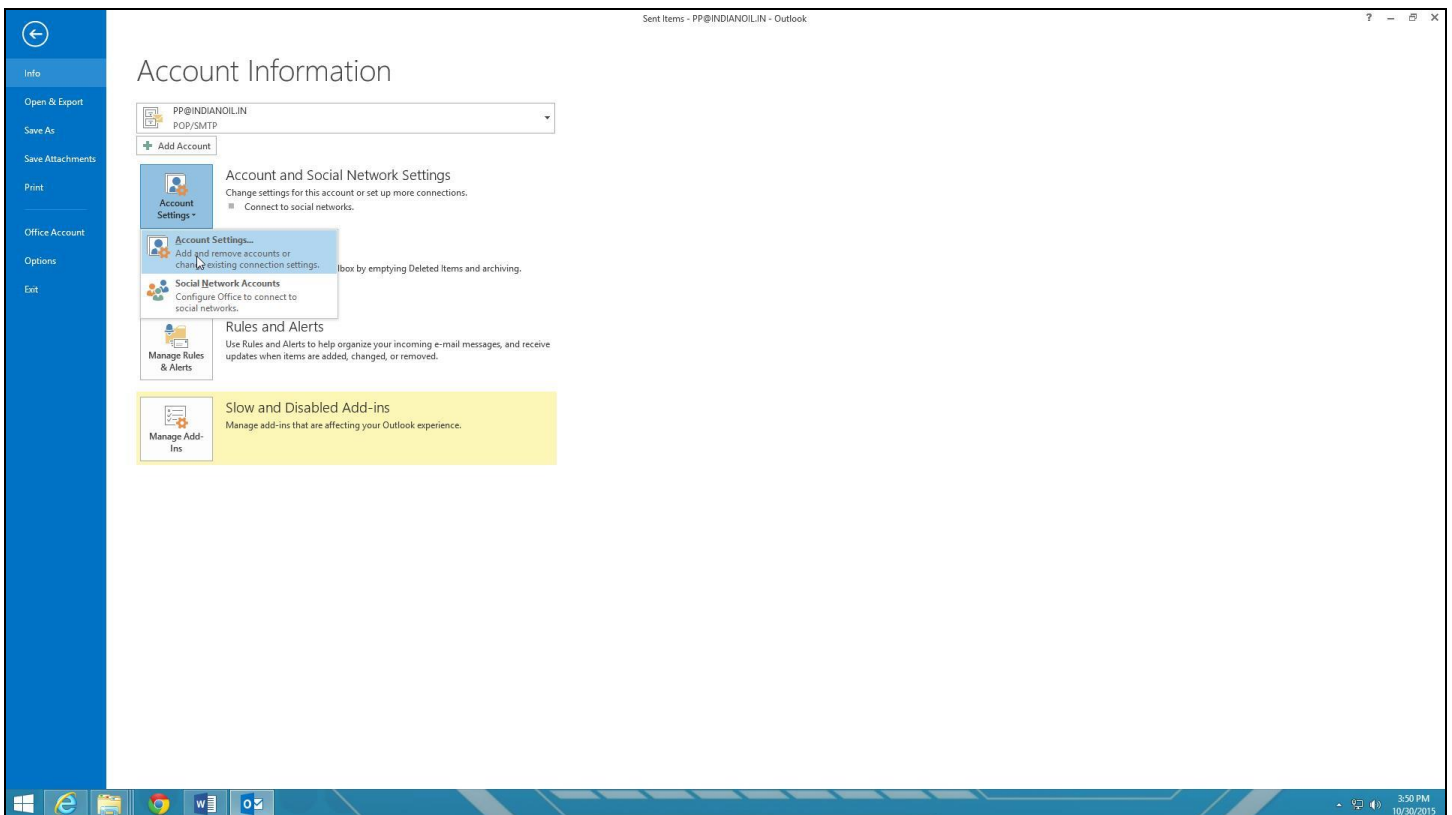 Sent Items - PP@INDIANOIL.IN - Outlook
?
Info
Open & Export
Save As
Save Attachments
Print
Office Account
Options
Exit
Account Information
PP@INDIANOIL.IN
POP/SMTP
Add Account
Account
Settings
Account and Social Network Settings
Change settings for this account or set up more connections.
Connect to social networks.
Account Settings...
Add and remove accounts or
change existing connection settings.
Social Network Accounts
Configure Office to connect to
social networks.
by emptying Deleted Items and archiving.
Manage Rules
& Alerts
Rules and Alerts
Use Rules and Alerts to help organize your incoming e-mail messages, and receive
updates when items are added, changed, or removed.
Manage Add-
Ins
Slow and Disabled Add-ins
Manage add-ins that are affecting your Outlook experience.
3:50 PM
10/30/2015